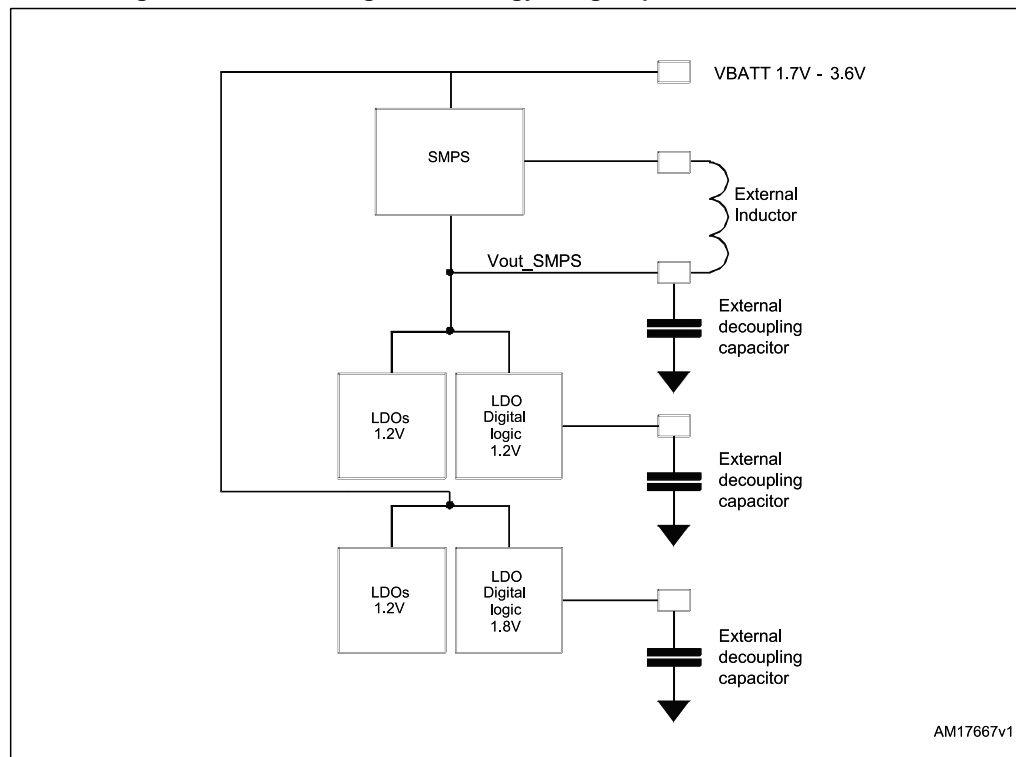 VBATT 1.7V - 3.6V
SMPS
External
Inductor
Vout_SMPS
External
decoupling
capacitor
LDOs
1.2V
LDO
Digital
logic
1.2V
External
decoupling
capacitor
LDOs
1.2V
LDO
Digital
logic
1.8V
External
decoupling
capacitor
AM17667v1